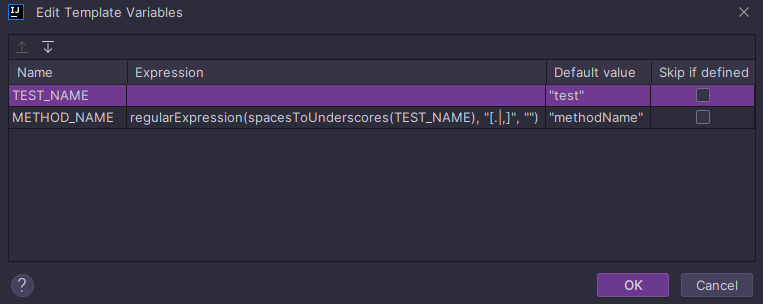 IJ Edit Template Variables
Name Expression Default value Skip if defined
TEST_NAME "test"
METHOD_NAME regularExpression(spacesToUnderscores(TEST_NAME), "[.|,]", "") "methodName"
? OK Cancel